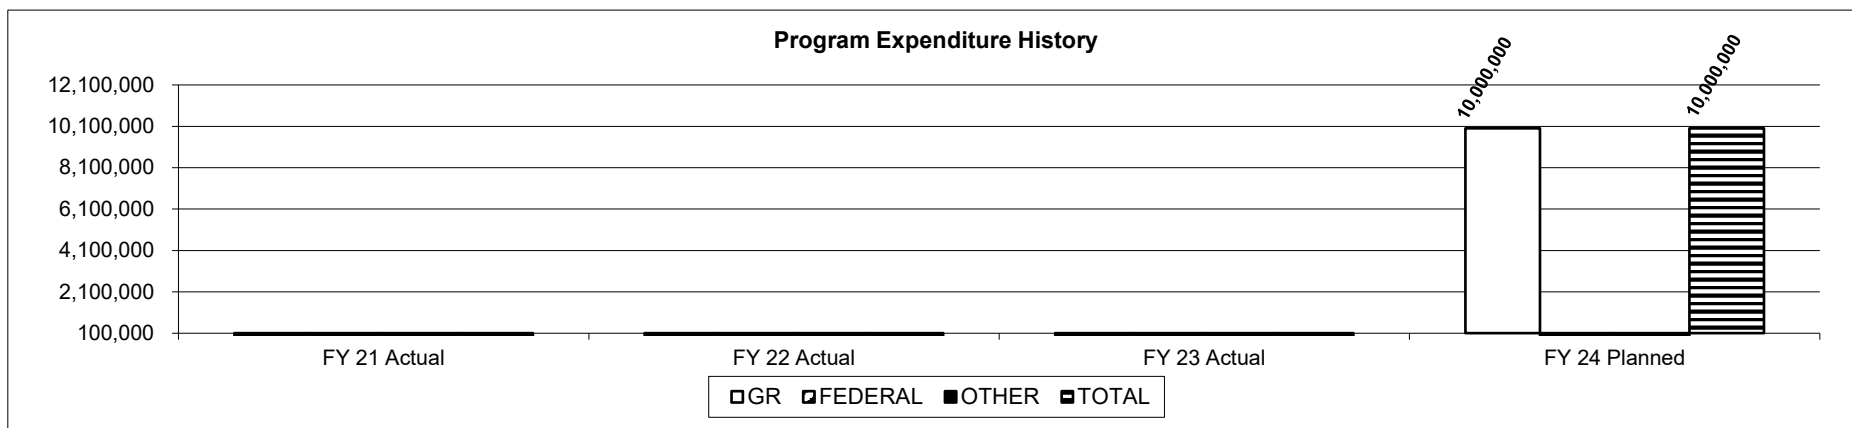 Program Expenditure History
12,100,000
10,100,000
8,100,000
6,100,000
4,100,000
2,100,000
100,000
10,000,000
10,000,000
FY 21 Actual
FY 22 Actual
FY 23 Actual
FY 24 Planned
GR FEDERAL OTHER TOTAL